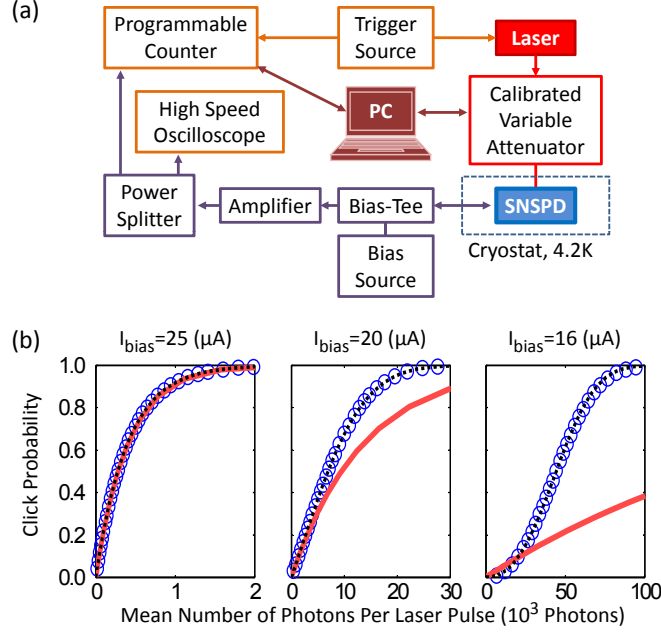 (a)
Programmable
Counter
Trigger
Source
Laser
High Speed
Oscilloscope
PC
Calibrated
Variable
Attenuator
Power
Splitter
Amplifier
Bias-Tee
SNSPD
Bias
Source
Cryostat, 4.2K
(b)
I_bias=25 (μA)
I_bias=20 (μA)
I_bias=16 (μA)
Click Probability
1.0
0.8
0.6
0.4
0.2
0.0
0 1 2
0 10 20 30
0 50 100
Mean Number of Photons Per Laser Pulse (10³ Photons)